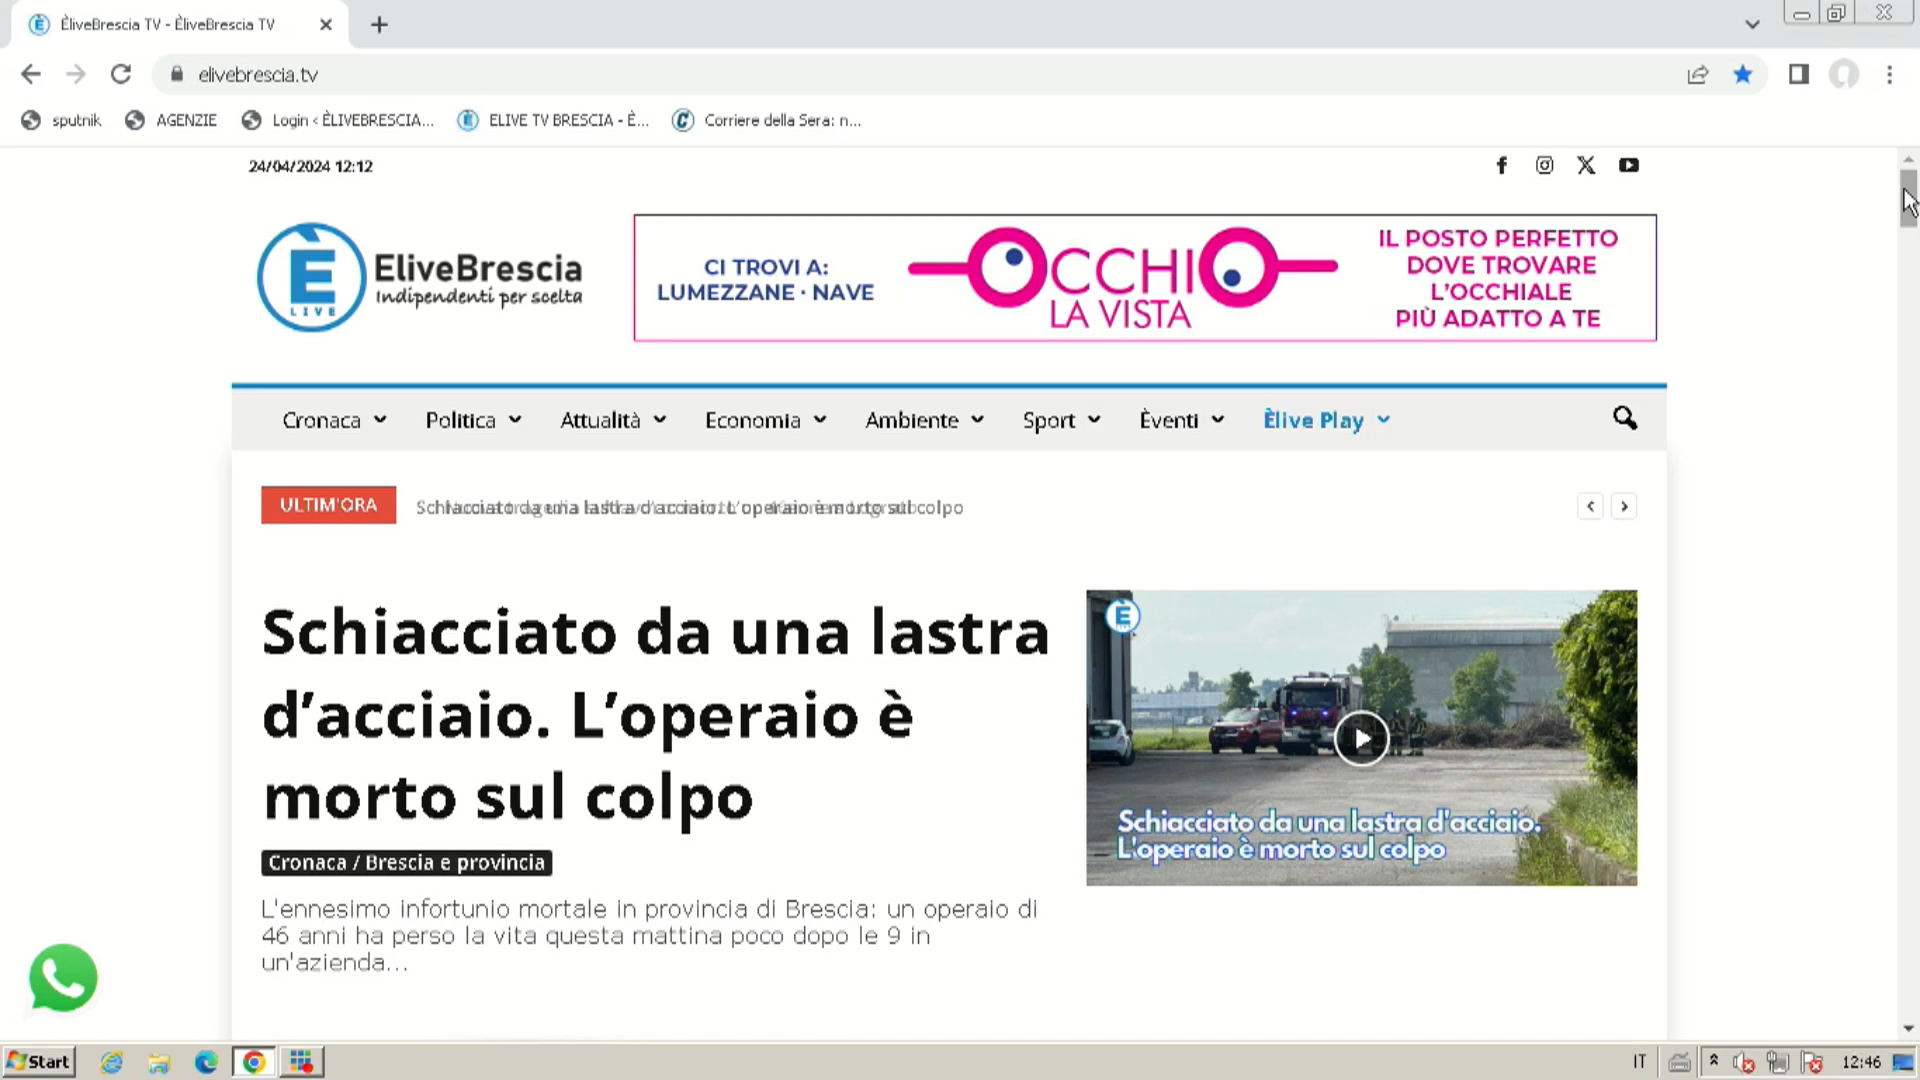 ÈliveBrescia TV - ÈliveBrescia TV
elivebrescia.tv
sputnik
AGENZIE
Login ‹ ÈLIVEBRESCIA...
ELIVE TV BRESCIA - È...
Corriere della Sera: n...
24/04/2024 12:12
È
LIVE
EliveBrescia
Indipendenti per scelta
CI TROVI A:
LUMEZZANE · NAVE
OCCHIO
LA VISTA
IL POSTO PERFETTO
DOVE TROVARE
L'OCCHIALE
PIÙ ADATTO A TE
Cronaca
Politica
Attualità
Economia
Ambiente
Sport
Èventi
Èlive Play
ULTIM'ORA
Schiacciato da una lastra d'acciaio. L'operaio è morto sul colpo
Schiacciato da una lastra
d’acciaio. L’operaio è
morto sul colpo
Cronaca / Brescia e provincia
L'ennesimo infortunio mortale in provincia di Brescia: un operaio di
46 anni ha perso la vita questa mattina poco dopo le 9 in
un'azienda...
È
Schiacciato da una lastra d'acciaio.
L'operaio è morto sul colpo
Start
IT
12:46